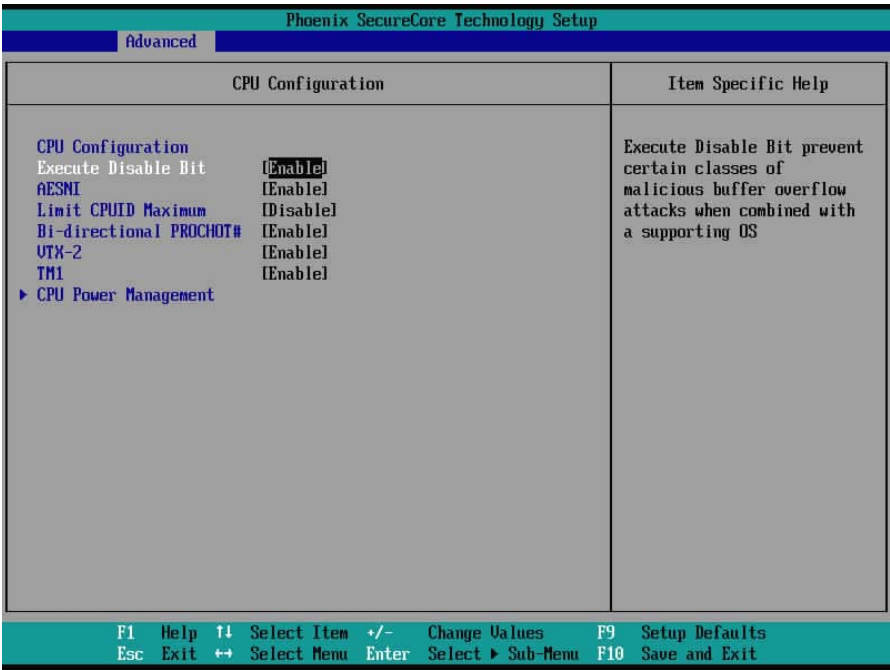 Phoenix SecureCore Technology Setup
Advanced
CPU Configuration
Item Specific Help
CPU Configuration
Execute Disable Bit [Enable]
AESNI [Enable]
Limit CPUID Maximum [Disable]
Bi-directional PROCHOT# [Enable]
VTX-2 [Enable]
TM1 [Enable]
▶ CPU Power Management
Execute Disable Bit prevent
certain classes of
malicious buffer overflow
attacks when combined with
a supporting OS
F1 Help ↑↓ Select Item +/- Change Values F9 Setup Defaults
Esc Exit ↔ Select Menu Enter Select ▶ Sub-Menu F10 Save and Exit